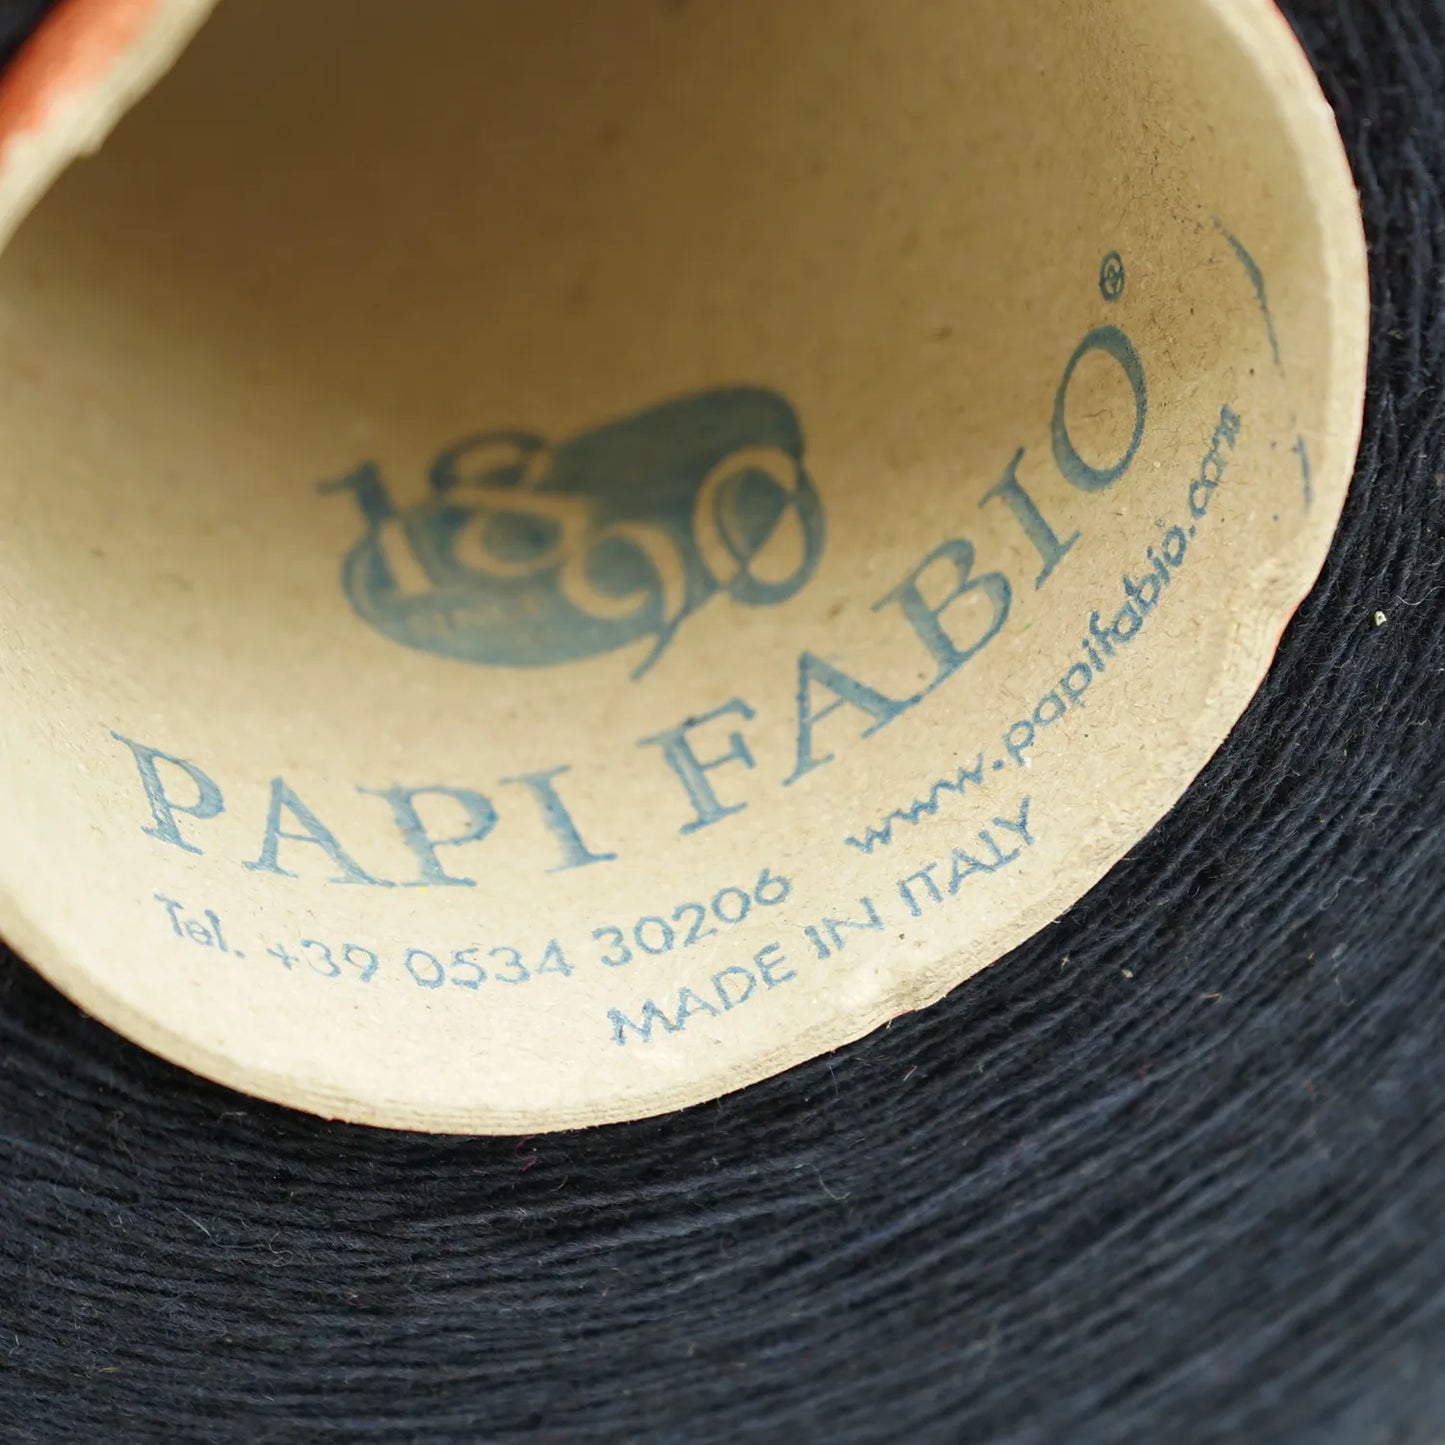 1890
PAPI FABIO®
Tel. +39 0534 30206 www.papifabio.com
MADE IN ITALY